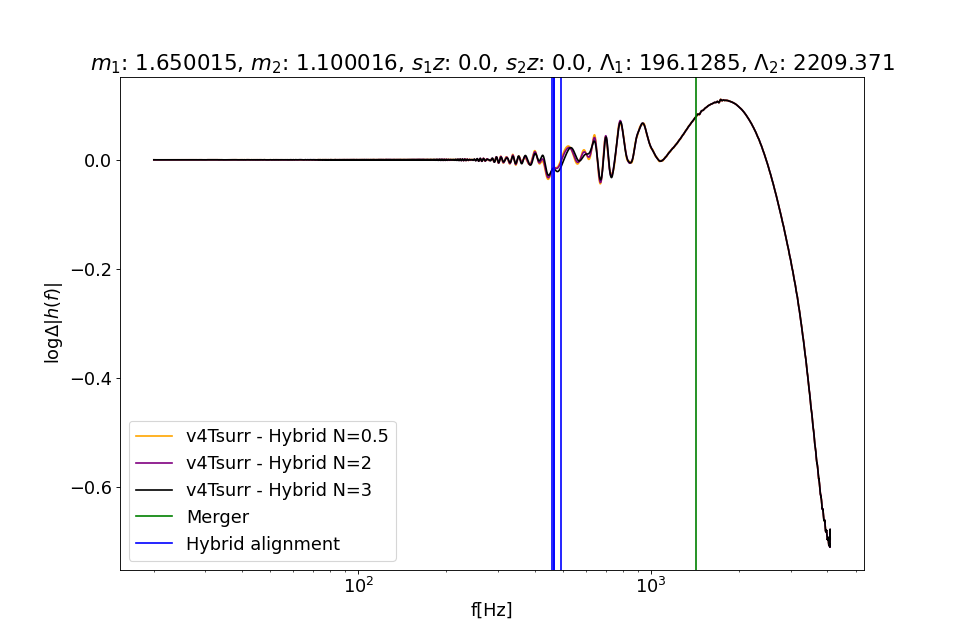 m₁: 1.650015, m₂: 1.100016, s₁z: 0.0, s₂z: 0.0, Λ₁: 196.1285, Λ₂: 2209.371
0.0
−0.2
−0.4
−0.6
logΔ|h(f)|
v4Tsurr - Hybrid N=0.5
v4Tsurr - Hybrid N=2
v4Tsurr - Hybrid N=3
Merger
Hybrid alignment
10² 10³
f[Hz]